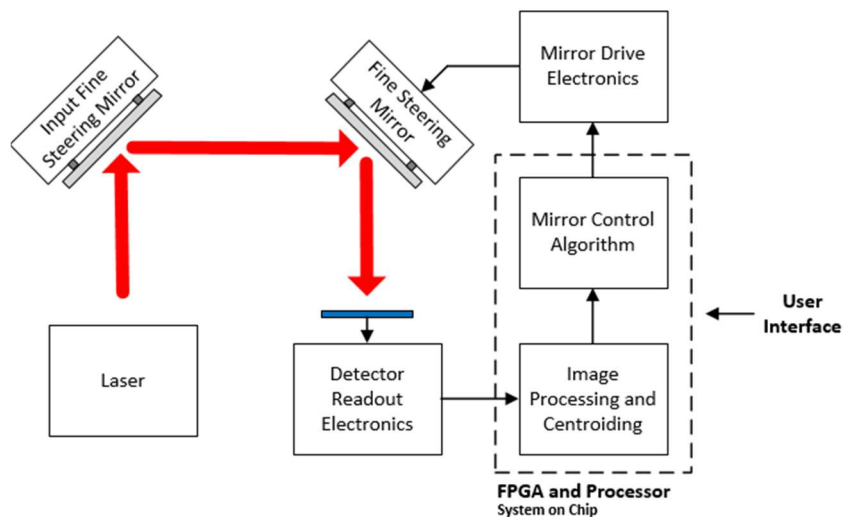 Input Fine
Steering Mirror
Fine Steering
Mirror
Mirror Drive
Electronics
Mirror Control
Algorithm
User
Interface
Laser
Detector
Readout
Electronics
Image
Processing and
Centroiding
FPGA and Processor
System on Chip